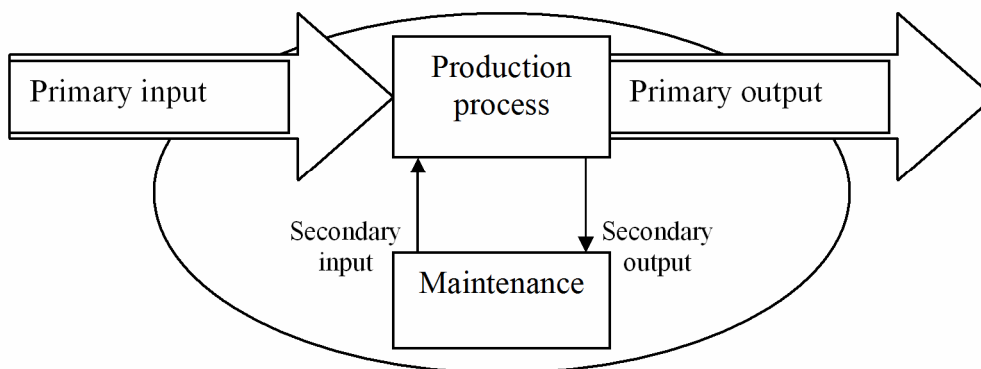 Primary input
Production
process
Primary output
Secondary
input
Secondary
output
Maintenance